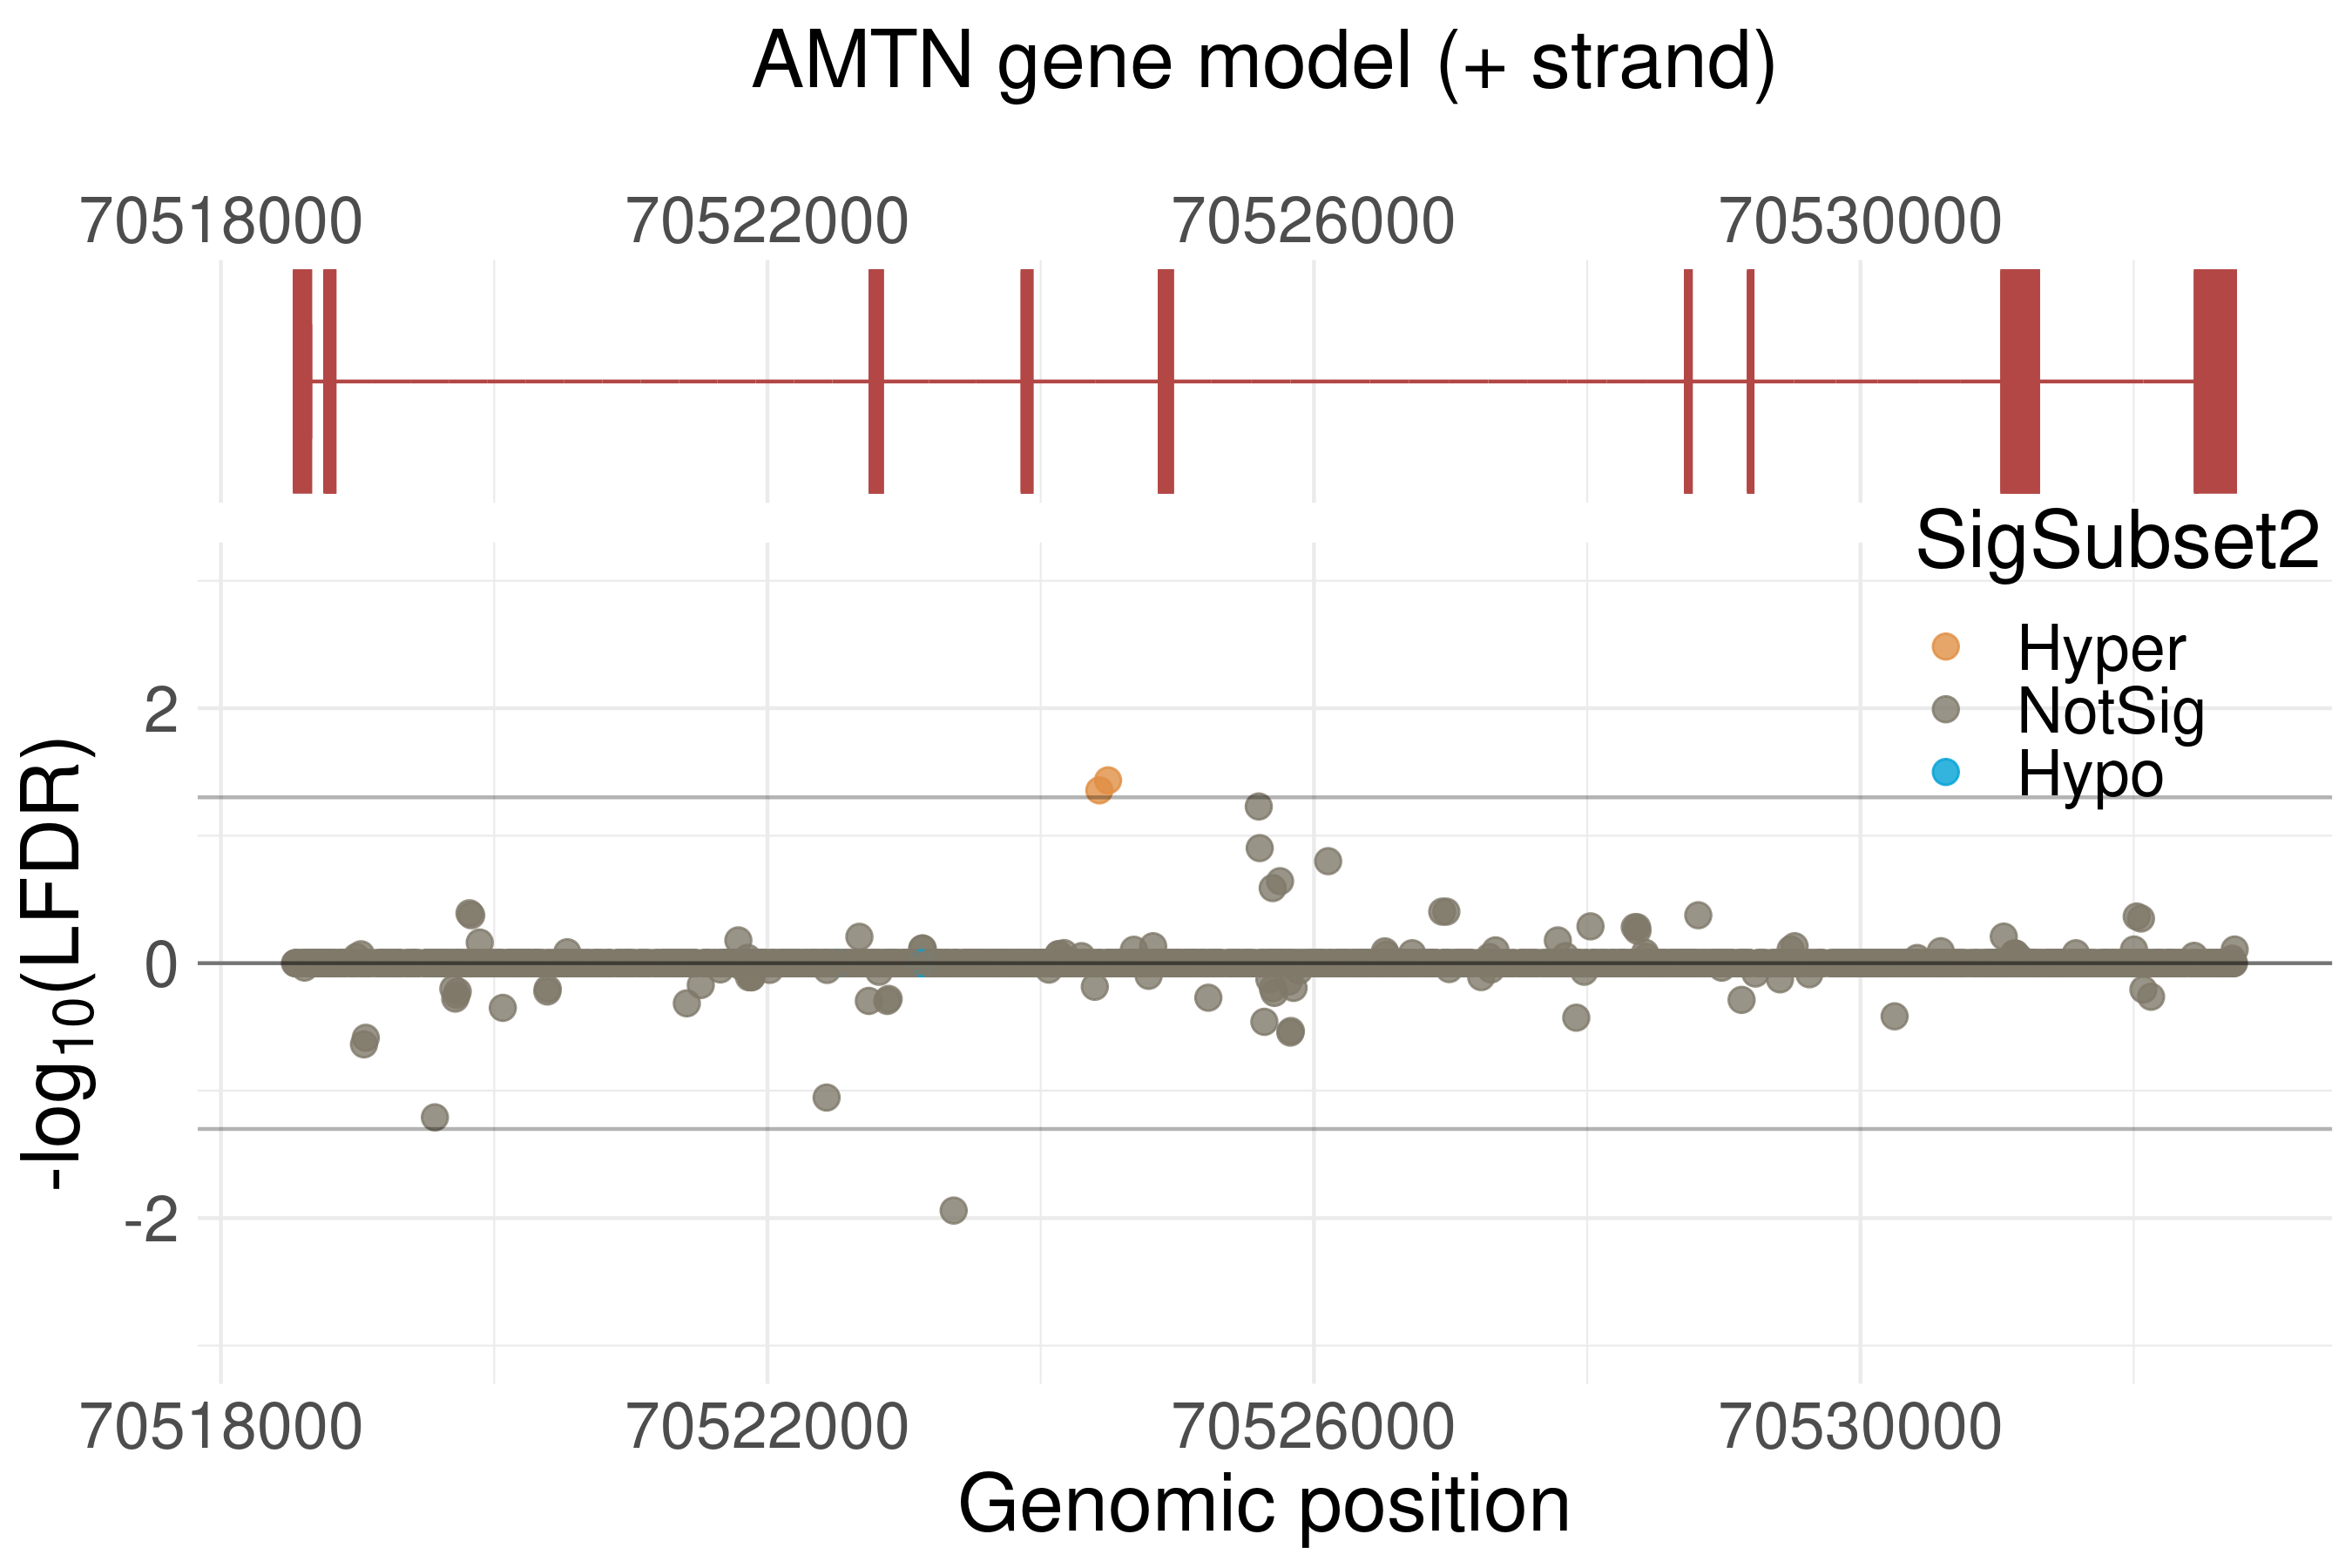 AMTN gene model (+ strand)
70518000 70522000 70526000 70530000
SigSubset2
Hyper
NotSig
Hypo
2
0
-2
-log10(LFDR)
70518000 70522000 70526000 70530000
Genomic position